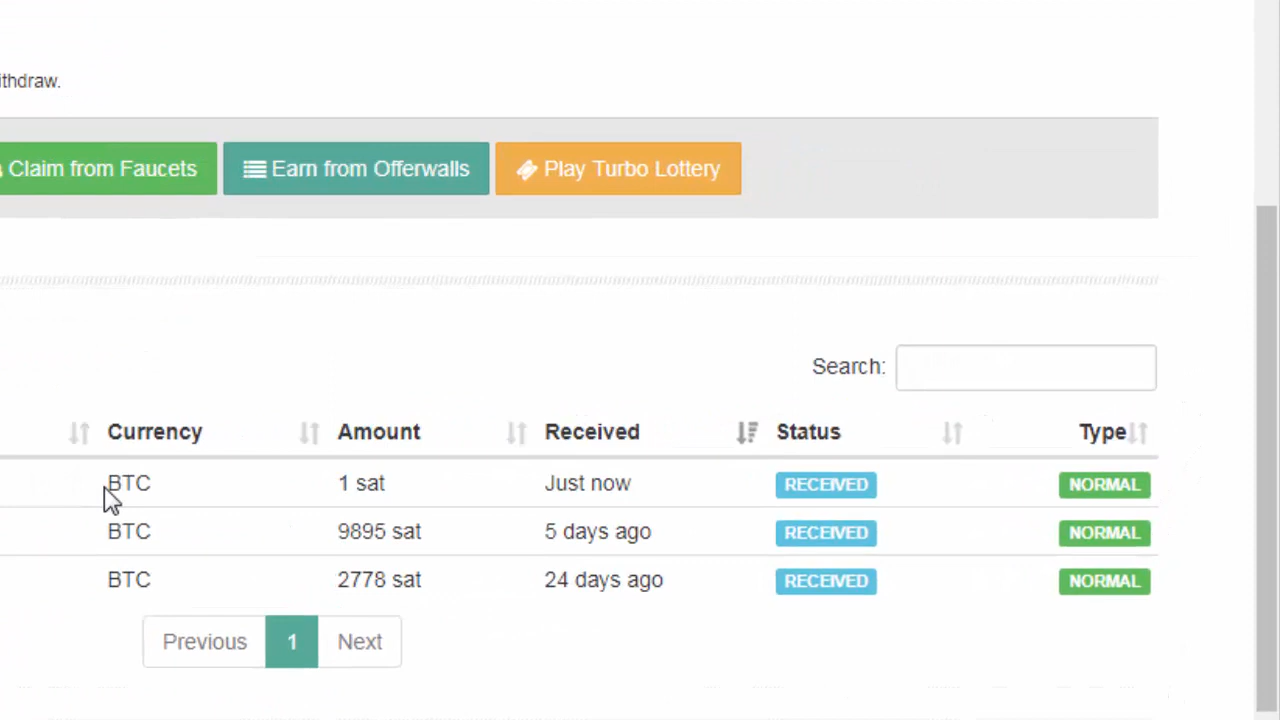 ithdraw.
Claim from Faucets Earn from Offerwalls Play Turbo Lottery
Search:
Currency Amount Received Status Type
BTC 1 sat Just now RECEIVED NORMAL
BTC 9895 sat 5 days ago RECEIVED NORMAL
BTC 2778 sat 24 days ago RECEIVED NORMAL
Previous 1 Next